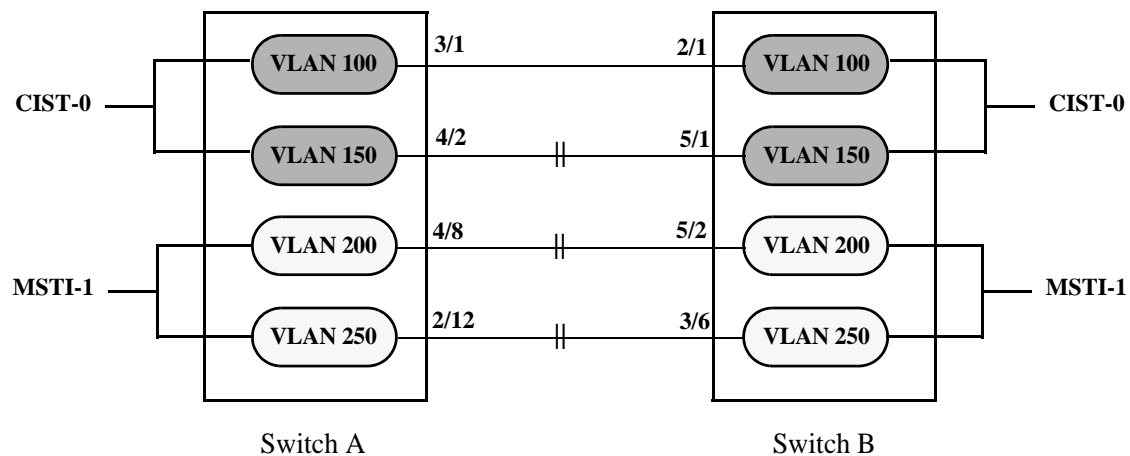 3/1 2/1
VLAN 100 VLAN 100
CIST-0 CIST-0
4/2 5/1
VLAN 150 VLAN 150
4/8 5/2
VLAN 200 VLAN 200
MSTI-1 MSTI-1
2/12 3/6
VLAN 250 VLAN 250
Switch A Switch B